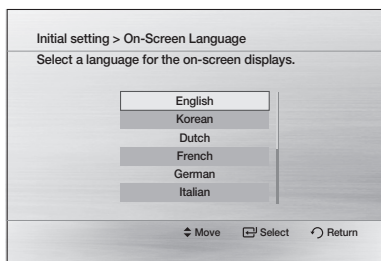 Initial setting > On-Screen Language
Select a language for the on-screen displays.
English
Korean
Dutch
French
German
Italian
Move Select Return